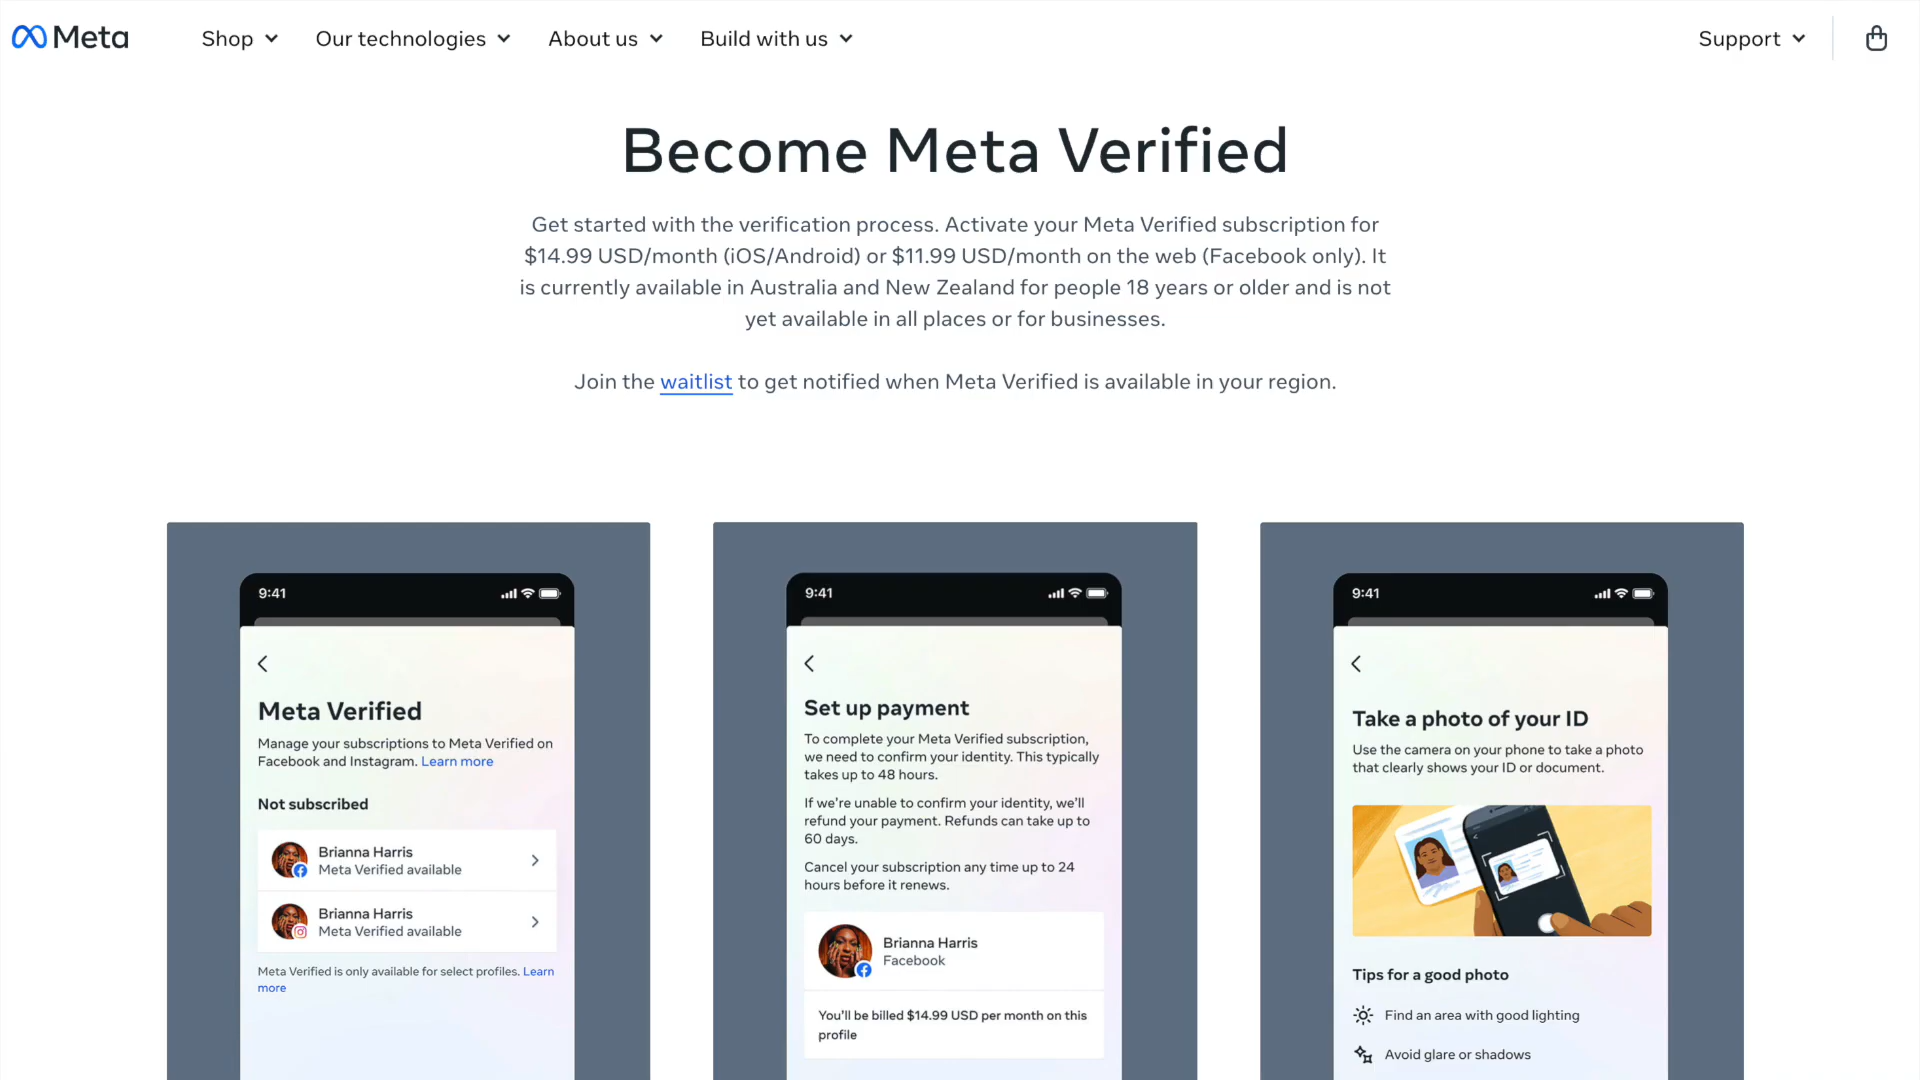 Meta
Shop
Our technologies
About us
Build with us
Support
Become Meta Verified
Get started with the verification process. Activate your Meta Verified subscription for
$14.99 USD/month (iOS/Android) or $11.99 USD/month on the web (Facebook only). It
is currently available in Australia and New Zealand for people 18 years or older and is not
yet available in all places or for businesses.
Join the waitlist to get notified when Meta Verified is available in your region.
9:41
Meta Verified
Manage your subscriptions to Meta Verified on
Facebook and Instagram. Learn more
Not subscribed
Brianna Harris
Meta Verified available
Brianna Harris
Meta Verified available
Meta Verified is only available for select profiles. Learn
more
9:41
Set up payment
To complete your Meta Verified subscription,
we need to confirm your identity. This typically
takes up to 48 hours.
If we're unable to confirm your identity, we'll
refund your payment. Refunds can take up to
60 days.
Cancel your subscription any time up to 24
hours before it renews.
Brianna Harris
Facebook
You'll be billed $14.99 USD per month on this
profile
9:41
Take a photo of your ID
Use the camera on your phone to take a photo
that clearly shows your ID or document.
Tips for a good photo
Find an area with good lighting
Avoid glare or shadows